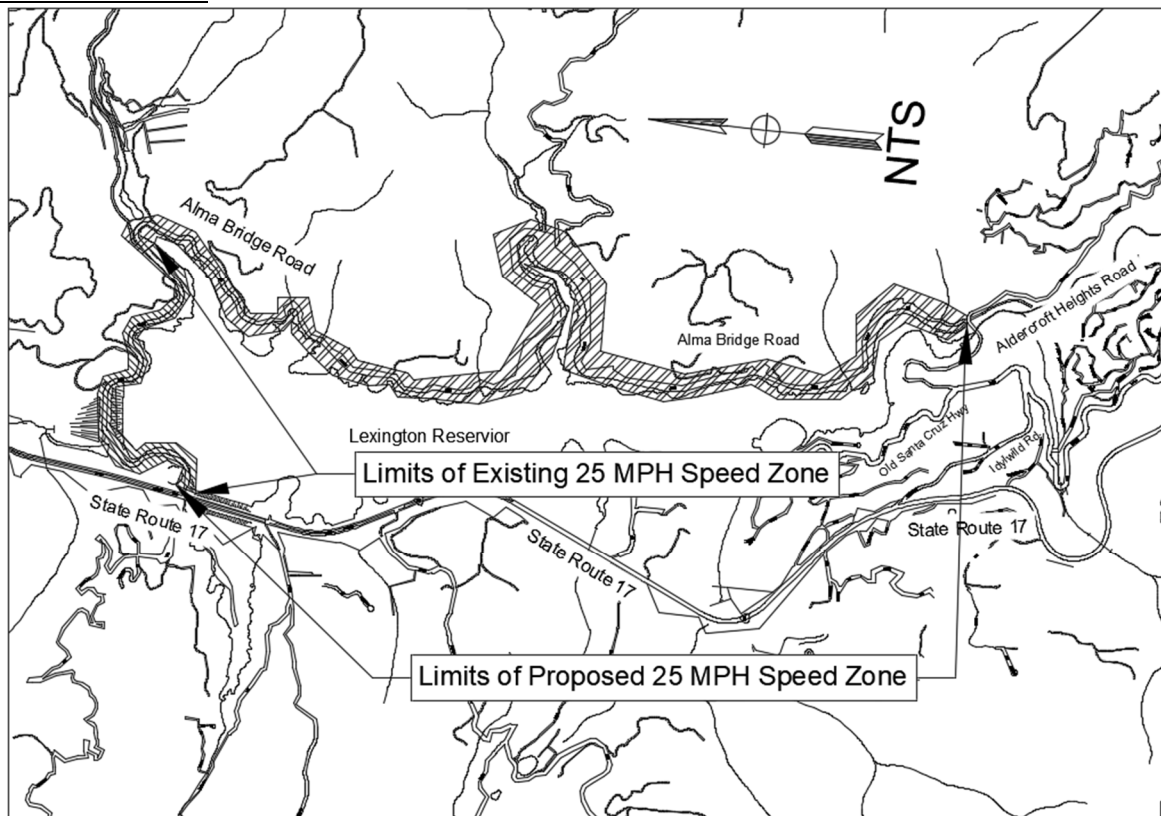 NTS
Alma Bridge Road
Aldercroft Heights Road
Alma Bridge Road
Old Santa Cruz Hwy
Lexington Reservior
Idylwild Rd
Limits of Existing 25 MPH Speed Zone
State Route 17
State Route 17
State Route 17
Limits of Proposed 25 MPH Speed Zone